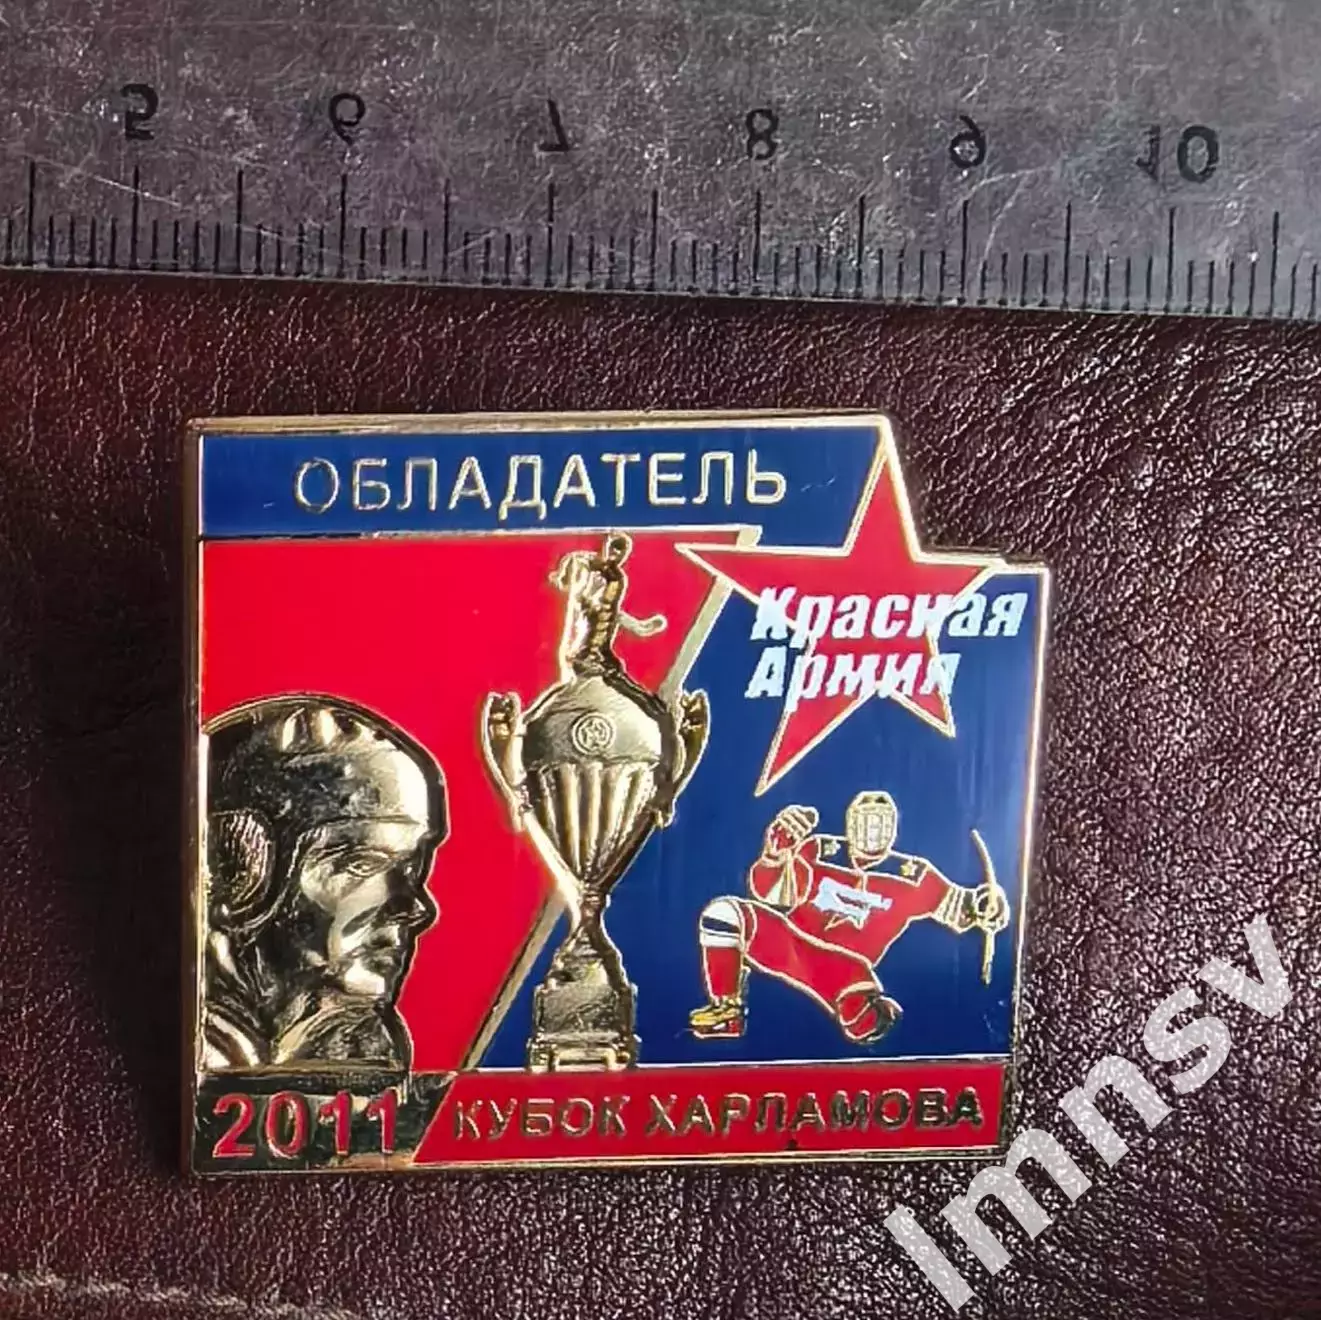 5 6 7 8 9 10
ОБЛАДАТЕЛЬ
Красная
Армия
2011
КУБОК ХАРЛАМОВА
lmnsv